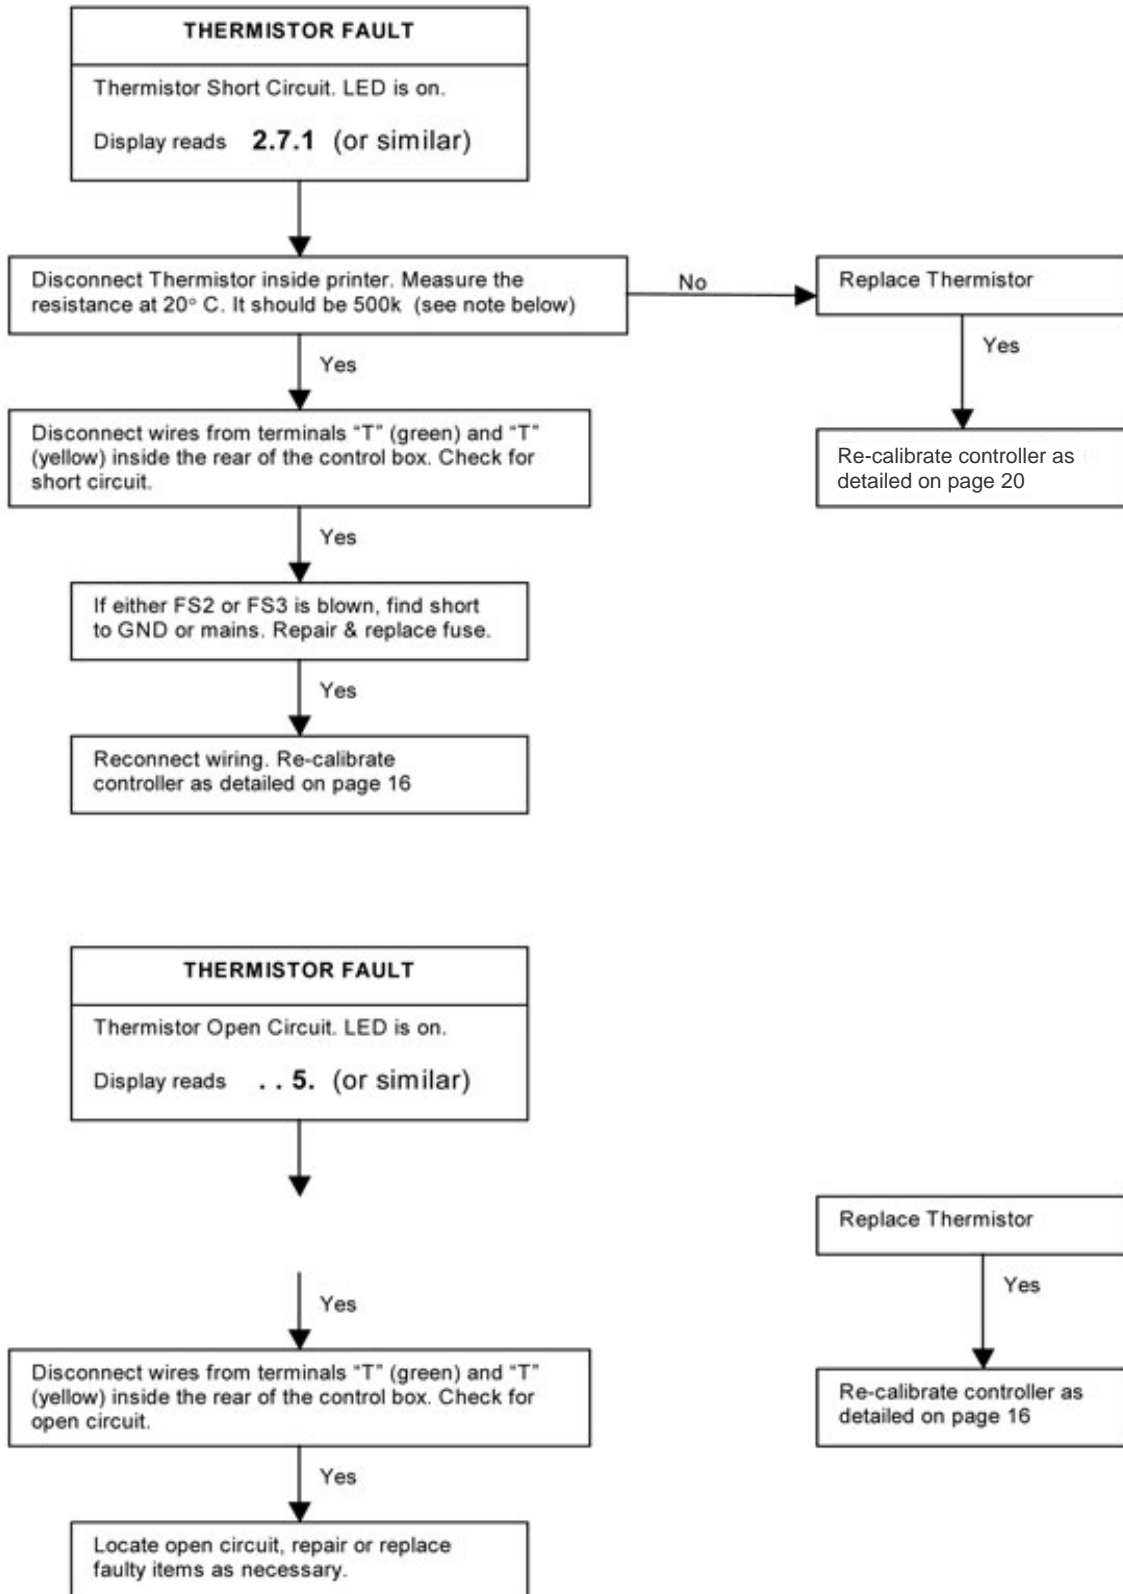 THERMISTOR FAULT
Thermistor Short Circuit. LED is on.
Display reads 2.7.1 (or similar)
Disconnect Thermistor inside printer. Measure the
resistance at 20° C. It should be 500k (see note below)
No
Replace Thermistor
Yes
Yes
Disconnect wires from terminals “T” (green) and “T”
(yellow) inside the rear of the control box. Check for
short circuit.
Re-calibrate controller as
detailed on page 20
Yes
If either FS2 or FS3 is blown, find short
to GND or mains. Repair & replace fuse.
Yes
Reconnect wiring. Re-calibrate
controller as detailed on page 16
THERMISTOR FAULT
Thermistor Open Circuit. LED is on.
Display reads . . 5. (or similar)
Replace Thermistor
Yes
Yes
Disconnect wires from terminals “T” (green) and “T”
(yellow) inside the rear of the control box. Check for
open circuit.
Re-calibrate controller as
detailed on page 16
Yes
Locate open circuit, repair or replace
faulty items as necessary.